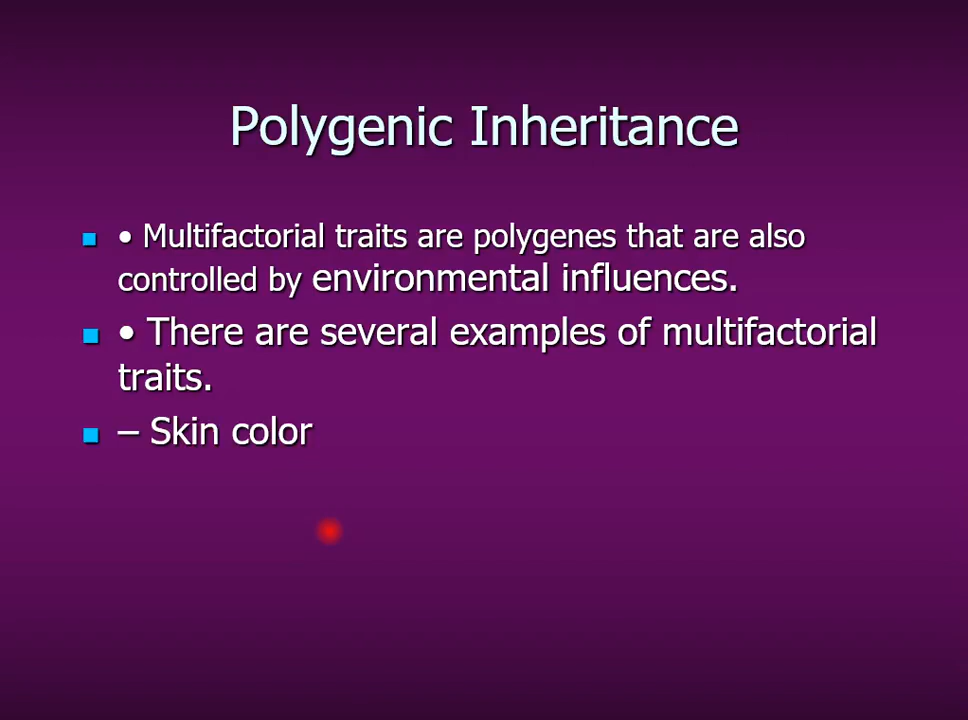 Polygenic Inheritance
• Multifactorial traits are polygenes that are also
controlled by environmental influences.
• There are several examples of multifactorial
traits.
– Skin color